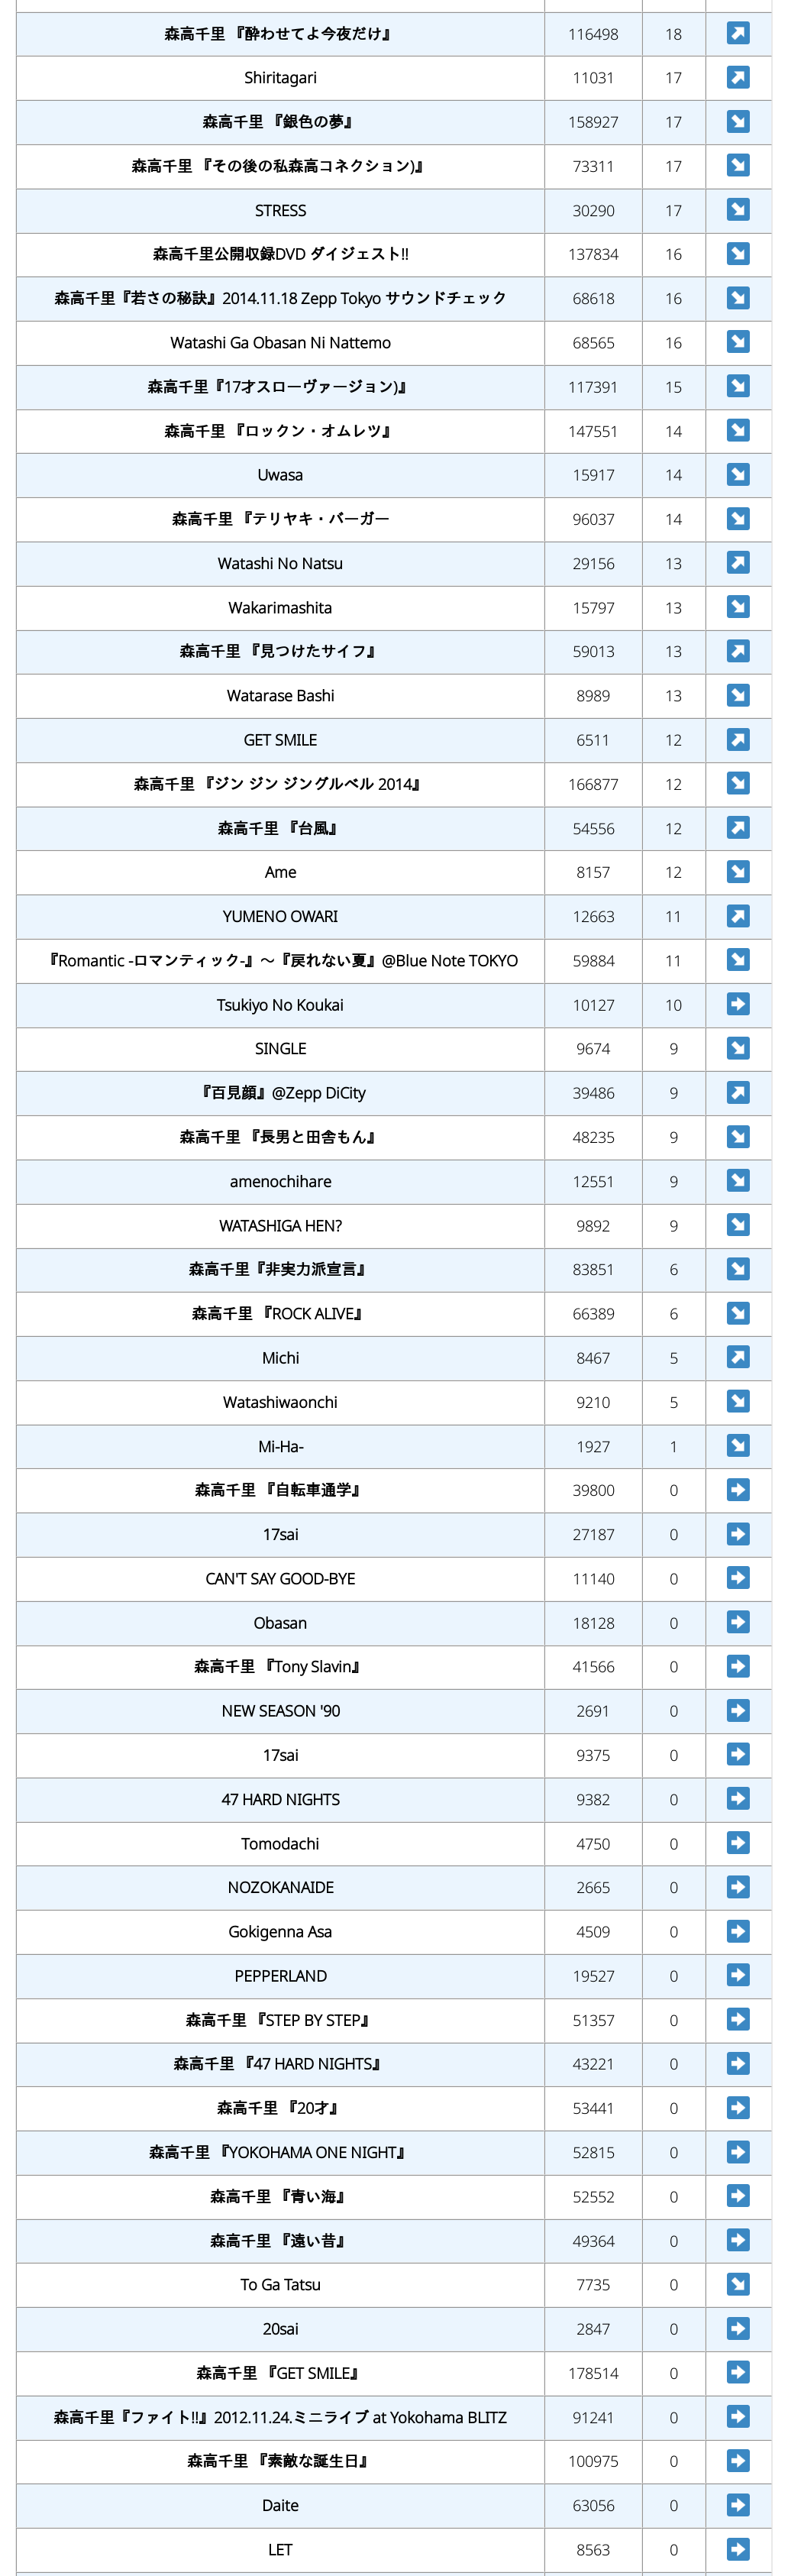 森高千里 『酔わせてよ今夜だけ』 116498 18 ↗
Shiritagari 11031 17 ↗
森高千里 『銀色の夢』 158927 17 ↘
森高千里 『その後の私森高コネクション)』 73311 17 ↘
STRESS 30290 17 ↘
森高千里公開収録DVD ダイジェスト!! 137834 16 ↘
森高千里『若さの秘訣』2014.11.18 Zepp Tokyo サウンドチェック 68618 16 ↘
Watashi Ga Obasan Ni Nattemo 68565 16 ↘
森高千里『17才スローヴァージョン)』 117391 15 ↘
森高千里 『ロックン・オムレツ』 147551 14 ↘
Uwasa 15917 14 ↘
森高千里 『テリヤキ・バーガー 96037 14 ↘
Watashi No Natsu 29156 13 ↗
Wakarimashita 15797 13 ↘
森高千里 『見つけたサイフ』 59013 13 ↗
Watarase Bashi 8989 13 ↘
GET SMILE 6511 12 ↗
森高千里 『ジン ジン ジングルベル 2014』 166877 12 ↘
森高千里 『台風』 54556 12 ↗
Ame 8157 12 ↘
YUMENO OWARI 12663 11 ↗
『Romantic -ロマンティック-』～『戻れない夏』@Blue Note TOKYO 59884 11 ↘
Tsukiyo No Koukai 10127 10 ➡
SINGLE 9674 9 ↘
『百見顔』@Zepp DiCity 39486 9 ↗
森高千里 『長男と田舎もん』 48235 9 ↘
amenochihare 12551 9 ↘
WATASHIGA HEN? 9892 9 ↘
森高千里『非実力派宣言』 83851 6 ↘
森高千里 『ROCK ALIVE』 66389 6 ↘
Michi 8467 5 ↗
Watashiwaonchi 9210 5 ↘
Mi-Ha- 1927 1 ↘
森高千里 『自転車通学』 39800 0 ➡
17sai 27187 0 ➡
CAN'T SAY GOOD-BYE 11140 0 ➡
Obasan 18128 0 ➡
森高千里 『Tony Slavin』 41566 0 ➡
NEW SEASON '90 2691 0 ➡
17sai 9375 0 ➡
47 HARD NIGHTS 9382 0 ➡
Tomodachi 4750 0 ➡
NOZOKANAIDE 2665 0 ➡
Gokigenna Asa 4509 0 ➡
PEPPERLAND 19527 0 ➡
森高千里 『STEP BY STEP』 51357 0 ➡
森高千里 『47 HARD NIGHTS』 43221 0 ➡
森高千里 『20才』 53441 0 ➡
森高千里 『YOKOHAMA ONE NIGHT』 52815 0 ➡
森高千里 『青い海』 52552 0 ➡
森高千里 『遠い昔』 49364 0 ➡
To Ga Tatsu 7735 0 ↘
20sai 2847 0 ➡
森高千里 『GET SMILE』 178514 0 ➡
森高千里『ファイト!!』2012.11.24.ミニライブ at Yokohama BLITZ 91241 0 ➡
森高千里 『素敵な誕生日』 100975 0 ➡
Daite 63056 0 ➡
LET 8563 0 ➡